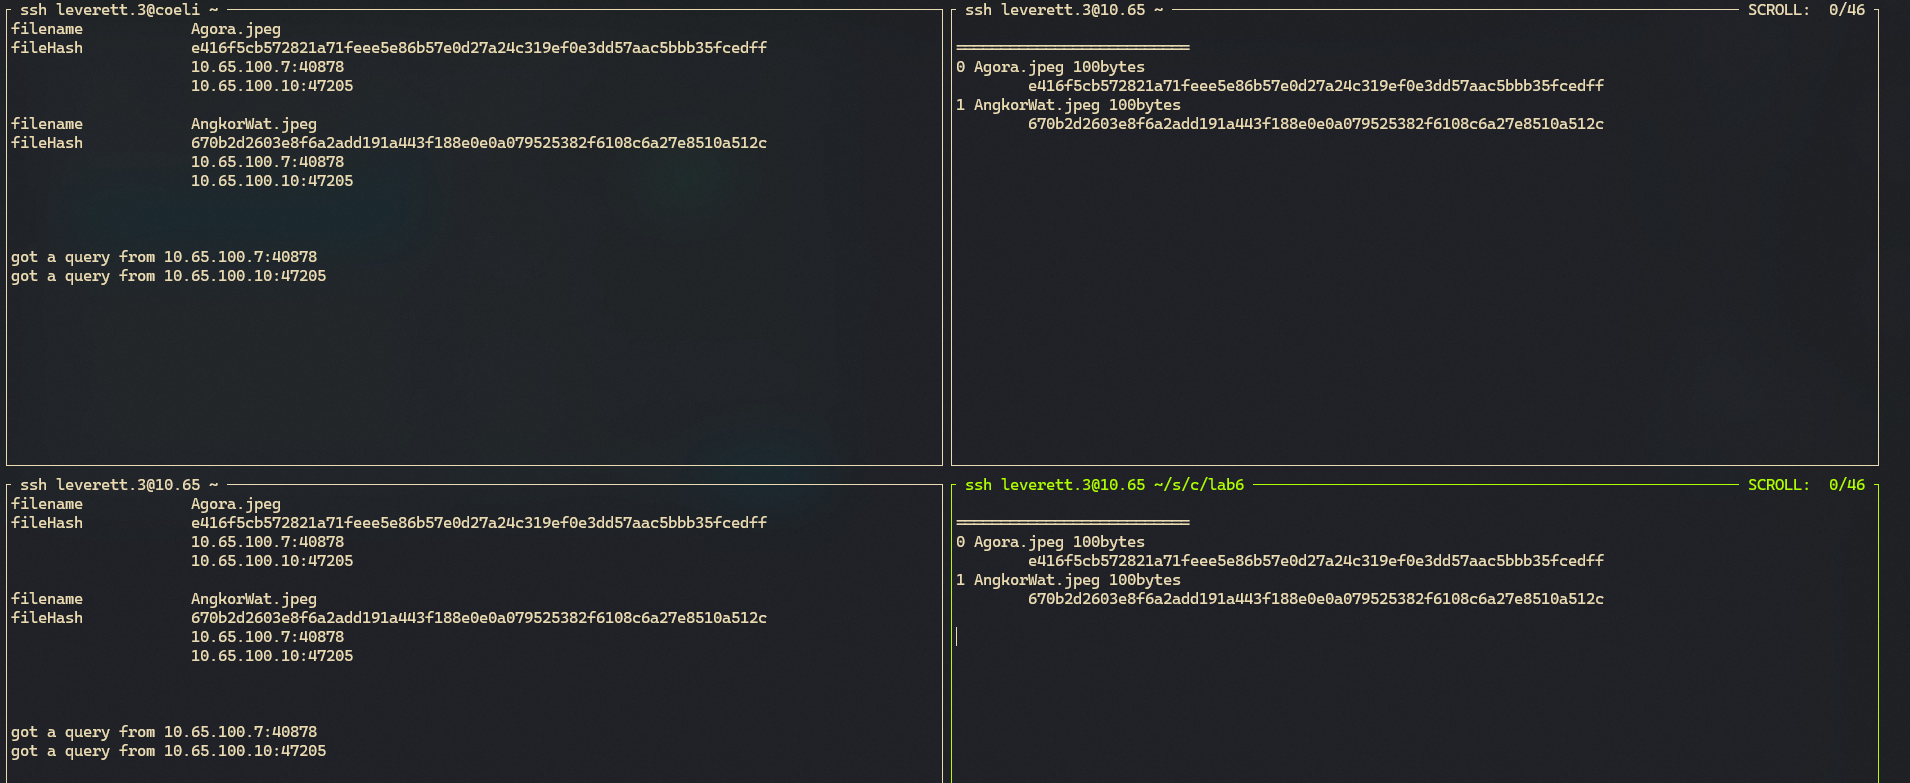 ssh leverett.3@coeli ~
filename Agora.jpeg
fileHash e416f5cb572821a71feee5e86b57e0d27a24c319ef0e3dd57aac5bbb35fcedff
10.65.100.7:40878
10.65.100.10:47205
filename AngkorWat.jpeg
fileHash 670b2d2603e8f6a2add191a443f188e0e0a079525382f6108c6a27e8510a512c
10.65.100.7:40878
10.65.100.10:47205
got a query from 10.65.100.7:40878
got a query from 10.65.100.10:47205
ssh leverett.3@10.65 ~ SCROLL: 0/46
==========================
0 Agora.jpeg 100bytes
e416f5cb572821a71feee5e86b57e0d27a24c319ef0e3dd57aac5bbb35fcedff
1 AngkorWat.jpeg 100bytes
670b2d2603e8f6a2add191a443f188e0e0a079525382f6108c6a27e8510a512c
ssh leverett.3@10.65 ~
filename Agora.jpeg
fileHash e416f5cb572821a71feee5e86b57e0d27a24c319ef0e3dd57aac5bbb35fcedff
10.65.100.7:40878
10.65.100.10:47205
filename AngkorWat.jpeg
fileHash 670b2d2603e8f6a2add191a443f188e0e0a079525382f6108c6a27e8510a512c
10.65.100.7:40878
10.65.100.10:47205
got a query from 10.65.100.7:40878
got a query from 10.65.100.10:47205
ssh leverett.3@10.65 ~/s/c/lab6 SCROLL: 0/46
==========================
0 Agora.jpeg 100bytes
e416f5cb572821a71feee5e86b57e0d27a24c319ef0e3dd57aac5bbb35fcedff
1 AngkorWat.jpeg 100bytes
670b2d2603e8f6a2add191a443f188e0e0a079525382f6108c6a27e8510a512c